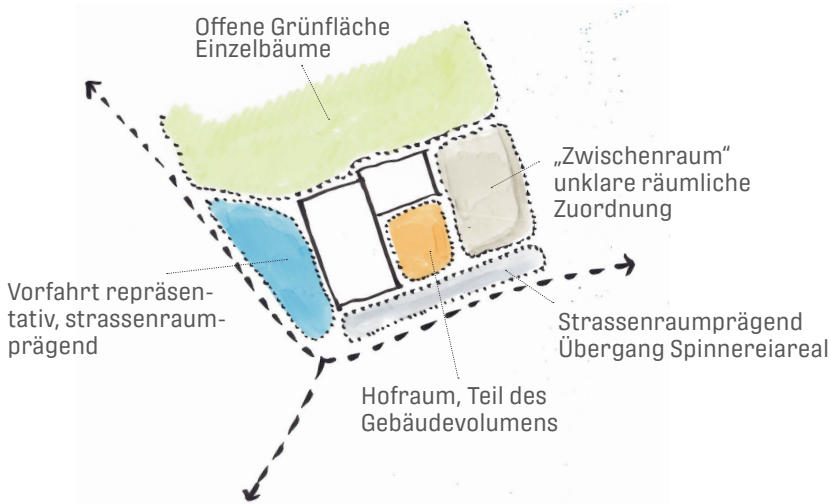 Offene Grünfläche
Einzelbäume
„Zwischenraum“
unklare räumliche
Zuordnung
Vorfahrt repräsen-
tativ, strassenraum-
prägend
Strassenraumprägend
Übergang Spinnereiareal
Hofraum, Teil des
Gebäudevolumens